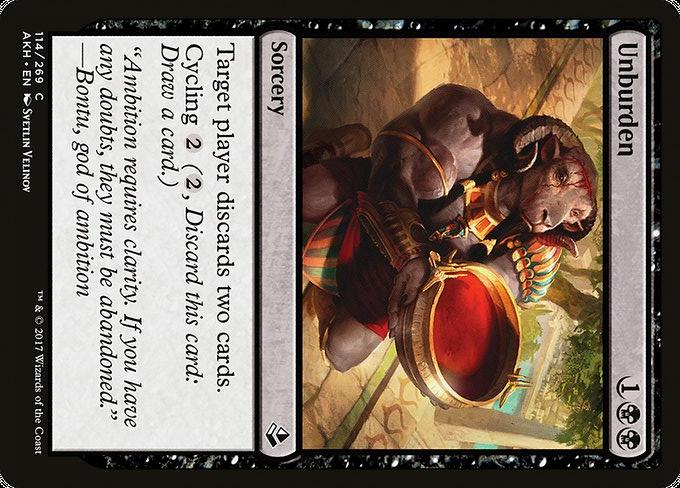 Unburden 1
Sorcery
Target player discards two cards.
Cycling 2 (2, Discard this card:
Draw a card.)
“Ambition requires clarity. If you have
any doubts, they must be abandoned.”
—Bontu, god of ambition
114/269 C
AKH • EN Svetlin Velinov
™ & © 2017 Wizards of the Coast